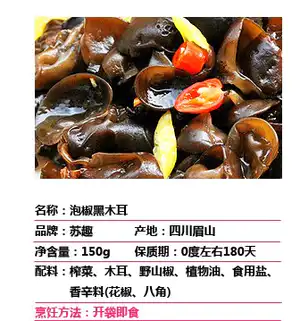 名称：泡椒黑木耳
品牌：苏趣 产地：四川眉山
净含量：150g 保质期：0度左右180天
配料：榨菜、木耳、野山椒、植物油、食用盐、
香辛料(花椒、八角)
烹饪方法：开袋即食